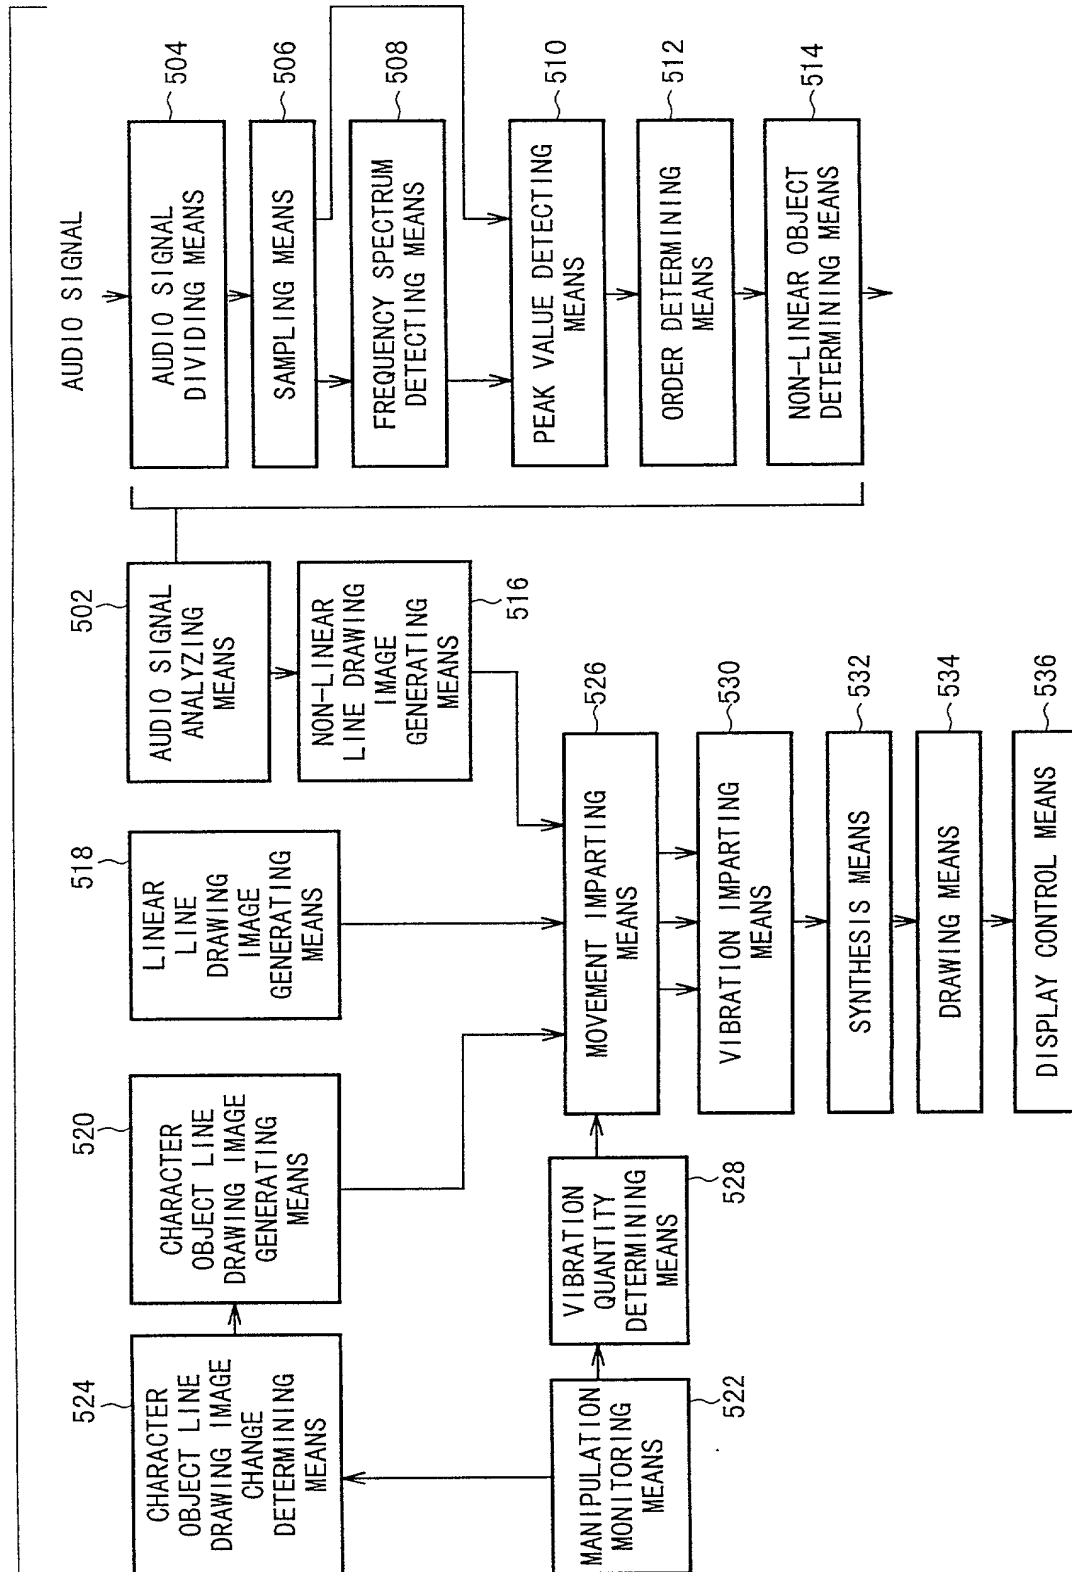 AUDIO SIGNAL
504
AUDIO SIGNAL
DIVIDING MEANS
506
SAMPLING MEANS
508
FREQUENCY SPECTRUM
DETECTING MEANS
510
PEAK VALUE DETECTING
MEANS
512
ORDER DETERMINING
MEANS
514
NON-LINEAR OBJECT
DETERMINING MEANS
502
AUDIO SIGNAL
ANALYZING
MEANS
516
NON-LINEAR
LINE DRAWING
IMAGE
GENERATING
MEANS
518
LINEAR
LINE
DRAWING
IMAGE
GENERATING
MEANS
520
CHARACTER
OBJECT LINE
DRAWING IMAGE
GENERATING
MEANS
524
CHARACTER
OBJECT LINE
DRAWING IMAGE
CHANGE
DETERMINING
MEANS
522
MANIPULATION
MONITORING
MEANS
528
VIBRATION
QUANTITY
DETERMINING
MEANS
526
MOVEMENT IMPARTING
MEANS
530
VIBRATION IMPARTING
MEANS
532
SYNTHESIS MEANS
534
DRAWING MEANS
536
DISPLAY CONTROL MEANS